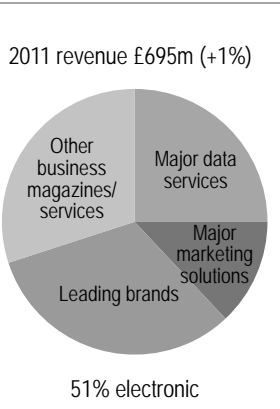 2011 revenue £695m (+1%)
Other
business
magazines/
services
Major data
services
Major
marketing
solutions
Leading brands
51% electronic